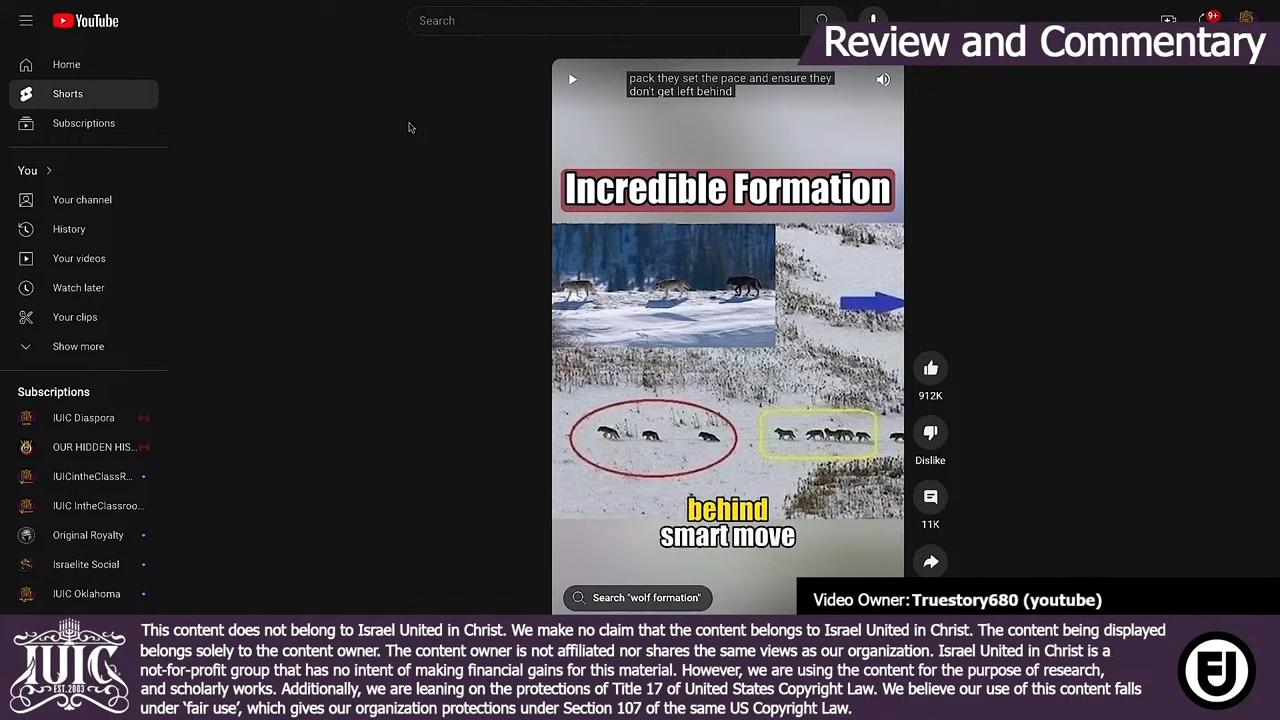 YouTube
Search
9+
Review and Commentary
Home
Shorts
Subscriptions
You
Your channel
History
Your videos
Watch later
Your clips
Show more
Subscriptions
IUIC Diaspora
OUR HIDDEN HIS...
IUICintheClassR...
IUIC IntheClassroo...
Original Royalty
Israelite Social
IUIC Oklahoma
pack they set the pace and ensure they
don't get left behind.
Incredible Formation
behind
smart move
Search "wolf formation"
912K
Dislike
11K
Video Owner: Truestory680 (youtube)
IUIC
EST. 2003
This content does not belong to Israel United in Christ. We make no claim that the content belongs to Israel United in Christ. The content being displayed
belongs solely to the content owner. The content owner is not affiliated nor shares the same views as our organization. Israel United in Christ is a
not-for-profit group that has no intent of making financial gains for this material. However, we are using the content for the purpose of research,
and scholarly works. Additionally, we are leaning on the protections of Title 17 of United States Copyright Law. We believe our use of this content falls
under 'fair use', which gives our organization protections under Section 107 of the same US Copyright Law.